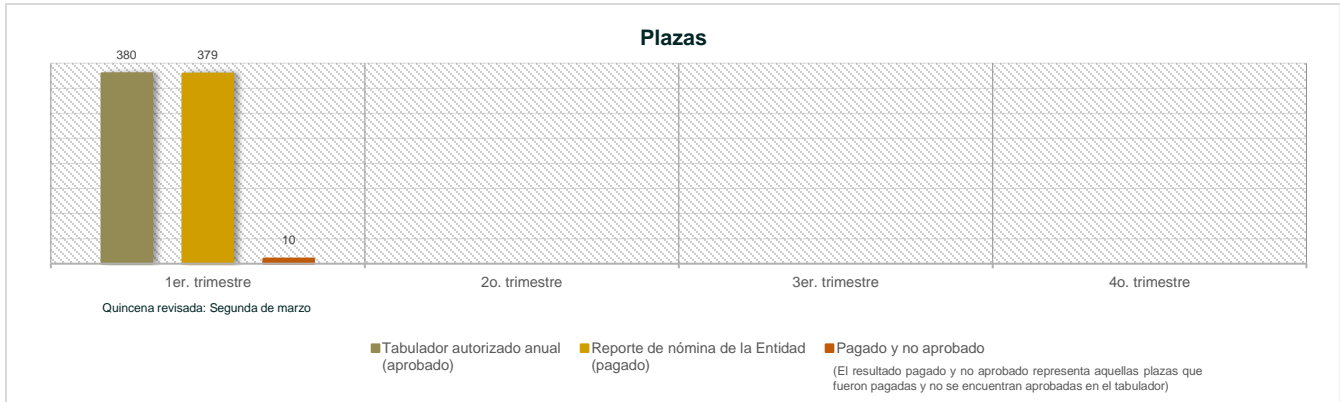 Plazas
380
379
10
1er. trimestre
2o. trimestre
3er. trimestre
4o. trimestre
Quincena revisada: Segunda de marzo
Tabulador autorizado anual
(aprobado)
Reporte de nómina de la Entidad
(pagado)
Pagado y no aprobado
(El resultado pagado y no aprobado representa aquellas plazas que
fueron pagadas y no se encuentran aprobadas en el tabulador)